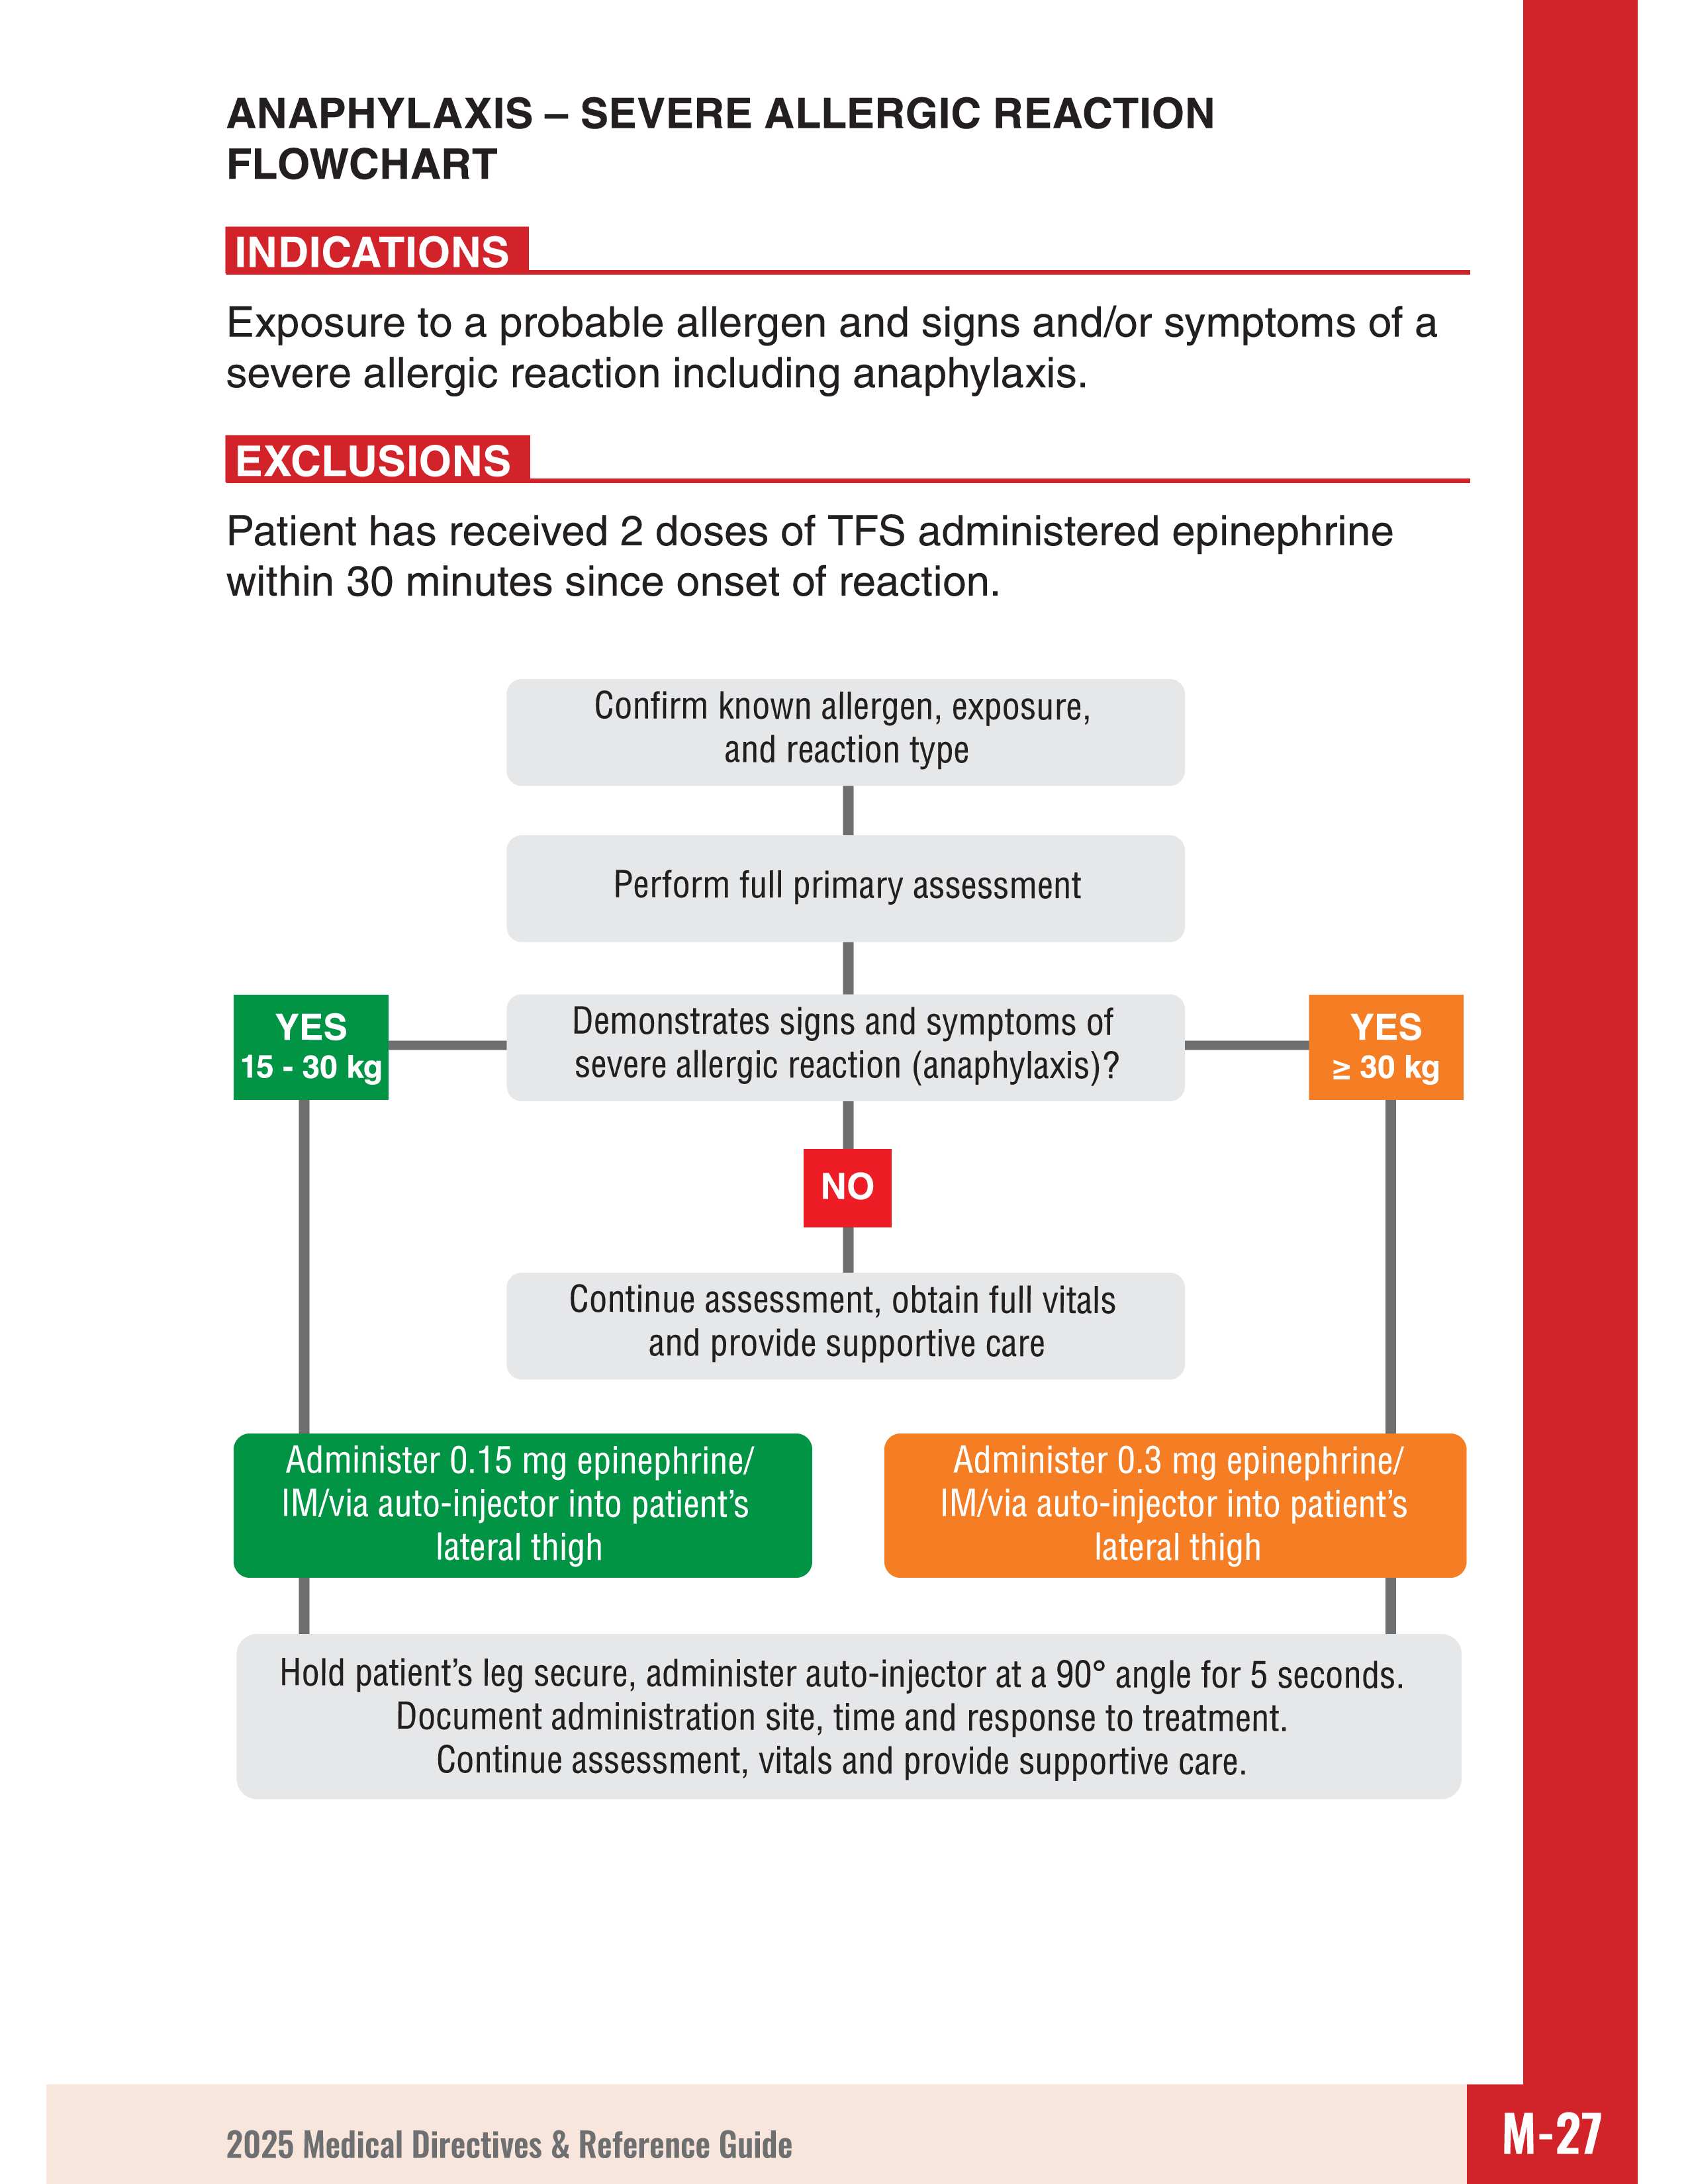 ANAPHYLAXIS – SEVERE ALLERGIC REACTION
FLOWCHART
INDICATIONS
Exposure to a probable allergen and signs and/or symptoms of a
severe allergic reaction including anaphylaxis.
EXCLUSIONS
Patient has received 2 doses of TFS administered epinephrine
within 30 minutes since onset of reaction.
Confirm known allergen, exposure,
and reaction type
Perform full primary assessment
YES
15 - 30 kg
Demonstrates signs and symptoms of
severe allergic reaction (anaphylaxis)?
YES
≥ 30 kg
NO
Continue assessment, obtain full vitals
and provide supportive care
Administer 0.15 mg epinephrine/
IM/via auto-injector into patient’s
lateral thigh
Administer 0.3 mg epinephrine/
IM/via auto-injector into patient’s
lateral thigh
Hold patient’s leg secure, administer auto-injector at a 90° angle for 5 seconds.
Document administration site, time and response to treatment.
Continue assessment, vitals and provide supportive care.
2025 Medical Directives & Reference Guide
M-27